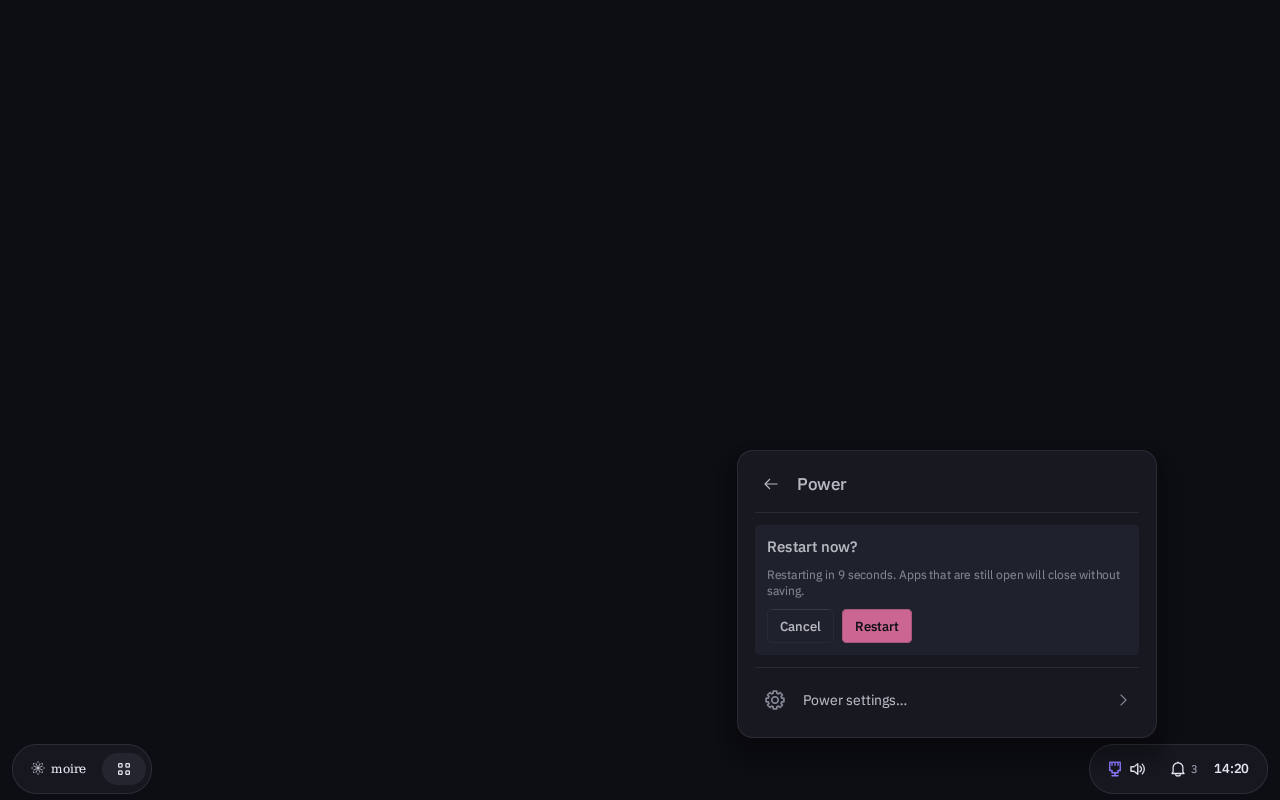 Power
Restart now?
Restarting in 9 seconds. Apps that are still open will close without
saving.
Cancel Restart
Power settings...
moire
3 14:20